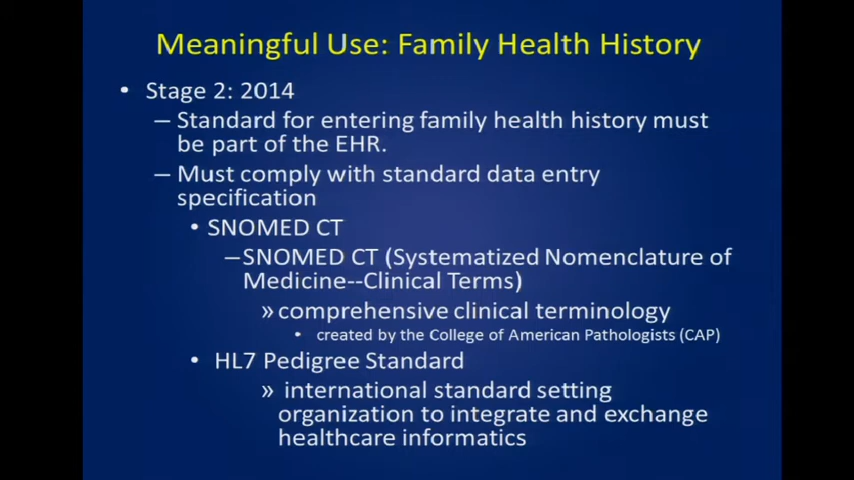 Meaningful Use: Family Health History
• Stage 2: 2014
– Standard for entering family health history must
be part of the EHR.
– Must comply with standard data entry
specification
• SNOMED CT
–SNOMED CT (Systematized Nomenclature of
Medicine--Clinical Terms)
» comprehensive clinical terminology
• created by the College of American Pathologists (CAP)
• HL7 Pedigree Standard
» international standard setting
organization to integrate and exchange
healthcare informatics